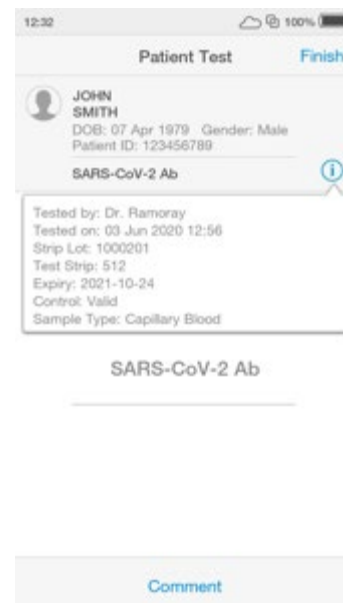 12:32
100%
Patient Test
Finish
JOHN
SMITH
DOB: 07 Apr 1979 Gender: Male
Patient ID: 123456789
SARS-CoV-2 Ab
Tested by: Dr. Ramoray
Tested on: 03 Jun 2020 12:56
Strip Lot: 1000201
Test Strip: 512
Expiry: 2021-10-24
Control: Valid
Sample Type: Capillary Blood
SARS-CoV-2 Ab
Comment